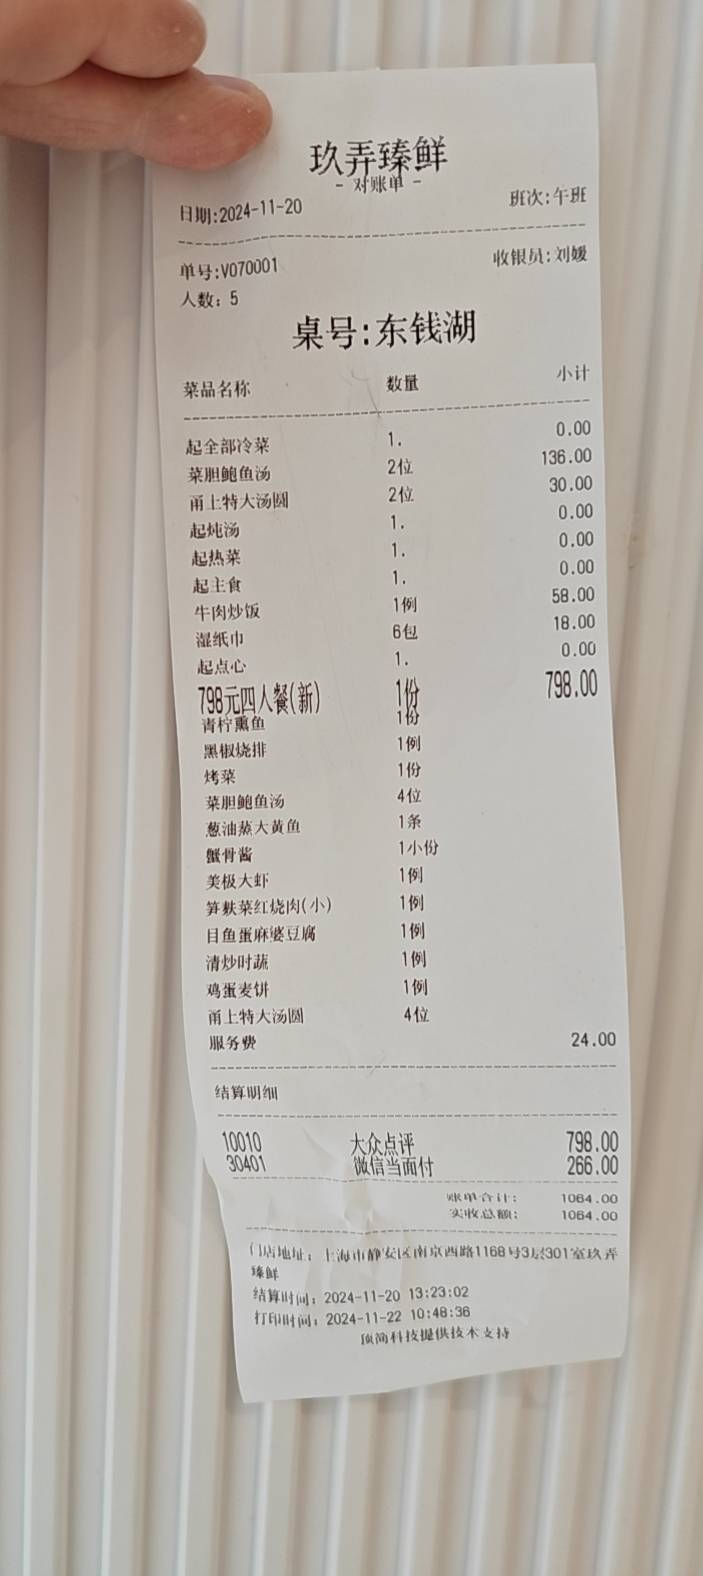 玖弄臻鲜
- 对账单 -
日期:2024-11-20 班次:午班
单号:V070001 收银员:刘媛
人数: 5
桌号:东钱湖
菜品名称 数量 小计
起全部冷菜 1. 0.00
菜胆鲍鱼汤 2位 136.00
甬上特大汤圆 2位 30.00
起炖汤 1. 0.00
起热菜 1. 0.00
起主食 1. 0.00
牛肉炒饭 1例 58.00
湿纸巾 6包 18.00
起点心 1. 0.00
798元四人餐(新) 1份 798.00
青柠熏鱼 1份
黑椒烧排 1例
烤菜 1份
菜胆鲍鱼汤 4位
葱油蒸大黄鱼 1条
蟹骨酱 1小份
美极大虾 1例
笋麸菜红烧肉(小) 1例
目鱼蛋麻婆豆腐 1例
清炒时蔬 1例
鸡蛋麦饼 1例
甬上特大汤圆 4位
服务费 24.00
结算明细
10010 大众点评 798.00
30401 微信当面付 266.00
账单合计: 1064.00
实收总额: 1064.00
门店地址: 上海市静安区南京西路1168号3层301室玖弄
臻鲜
结算时间: 2024-11-20 13:23:02
打印时间: 2024-11-22 10:48:36
顶简科技提供技术支持